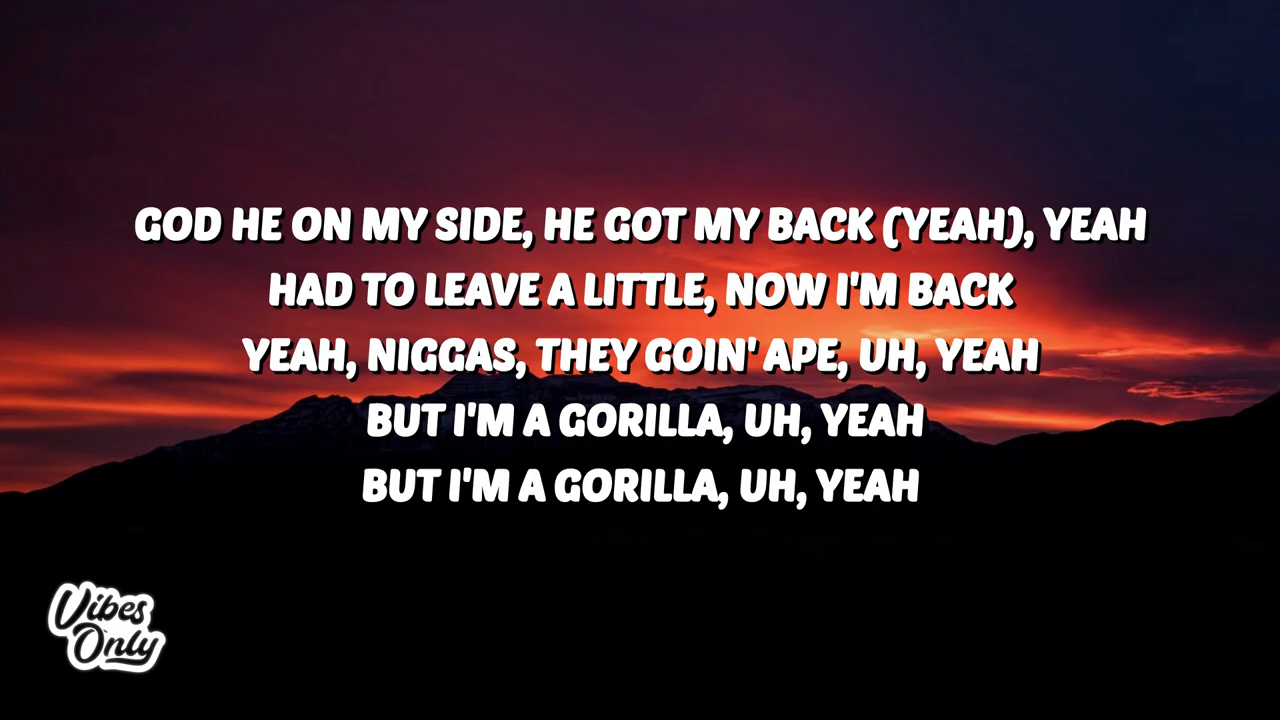 GOD HE ON MY SIDE, HE GOT MY BACK (YEAH), YEAH
HAD TO LEAVE A LITTLE, NOW I'M BACK
YEAH, NIGGAS, THEY GOIN' APE, UH, YEAH
BUT I'M A GORILLA, UH, YEAH
BUT I'M A GORILLA, UH, YEAH
Vibes
Only